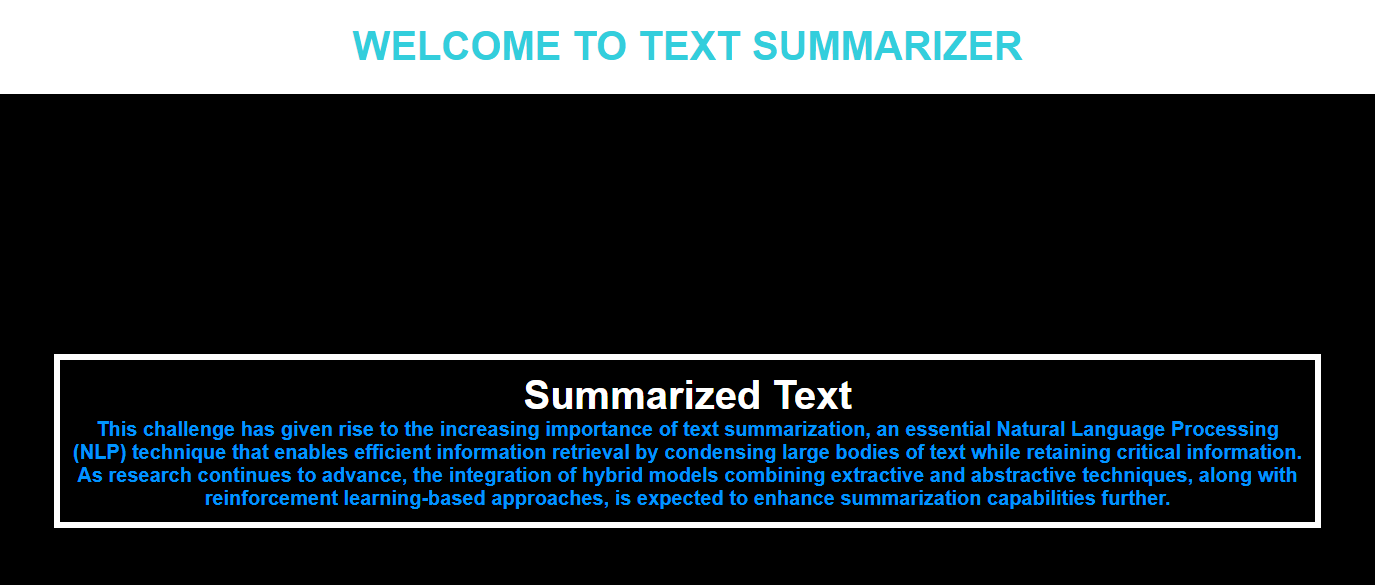 WELCOME TO TEXT SUMMARIZER
Summarized Text
This challenge has given rise to the increasing importance of text summarization, an essential Natural Language Processing
(NLP) technique that enables efficient information retrieval by condensing large bodies of text while retaining critical information.
As research continues to advance, the integration of hybrid models combining extractive and abstractive techniques, along with
reinforcement learning-based approaches, is expected to enhance summarization capabilities further.